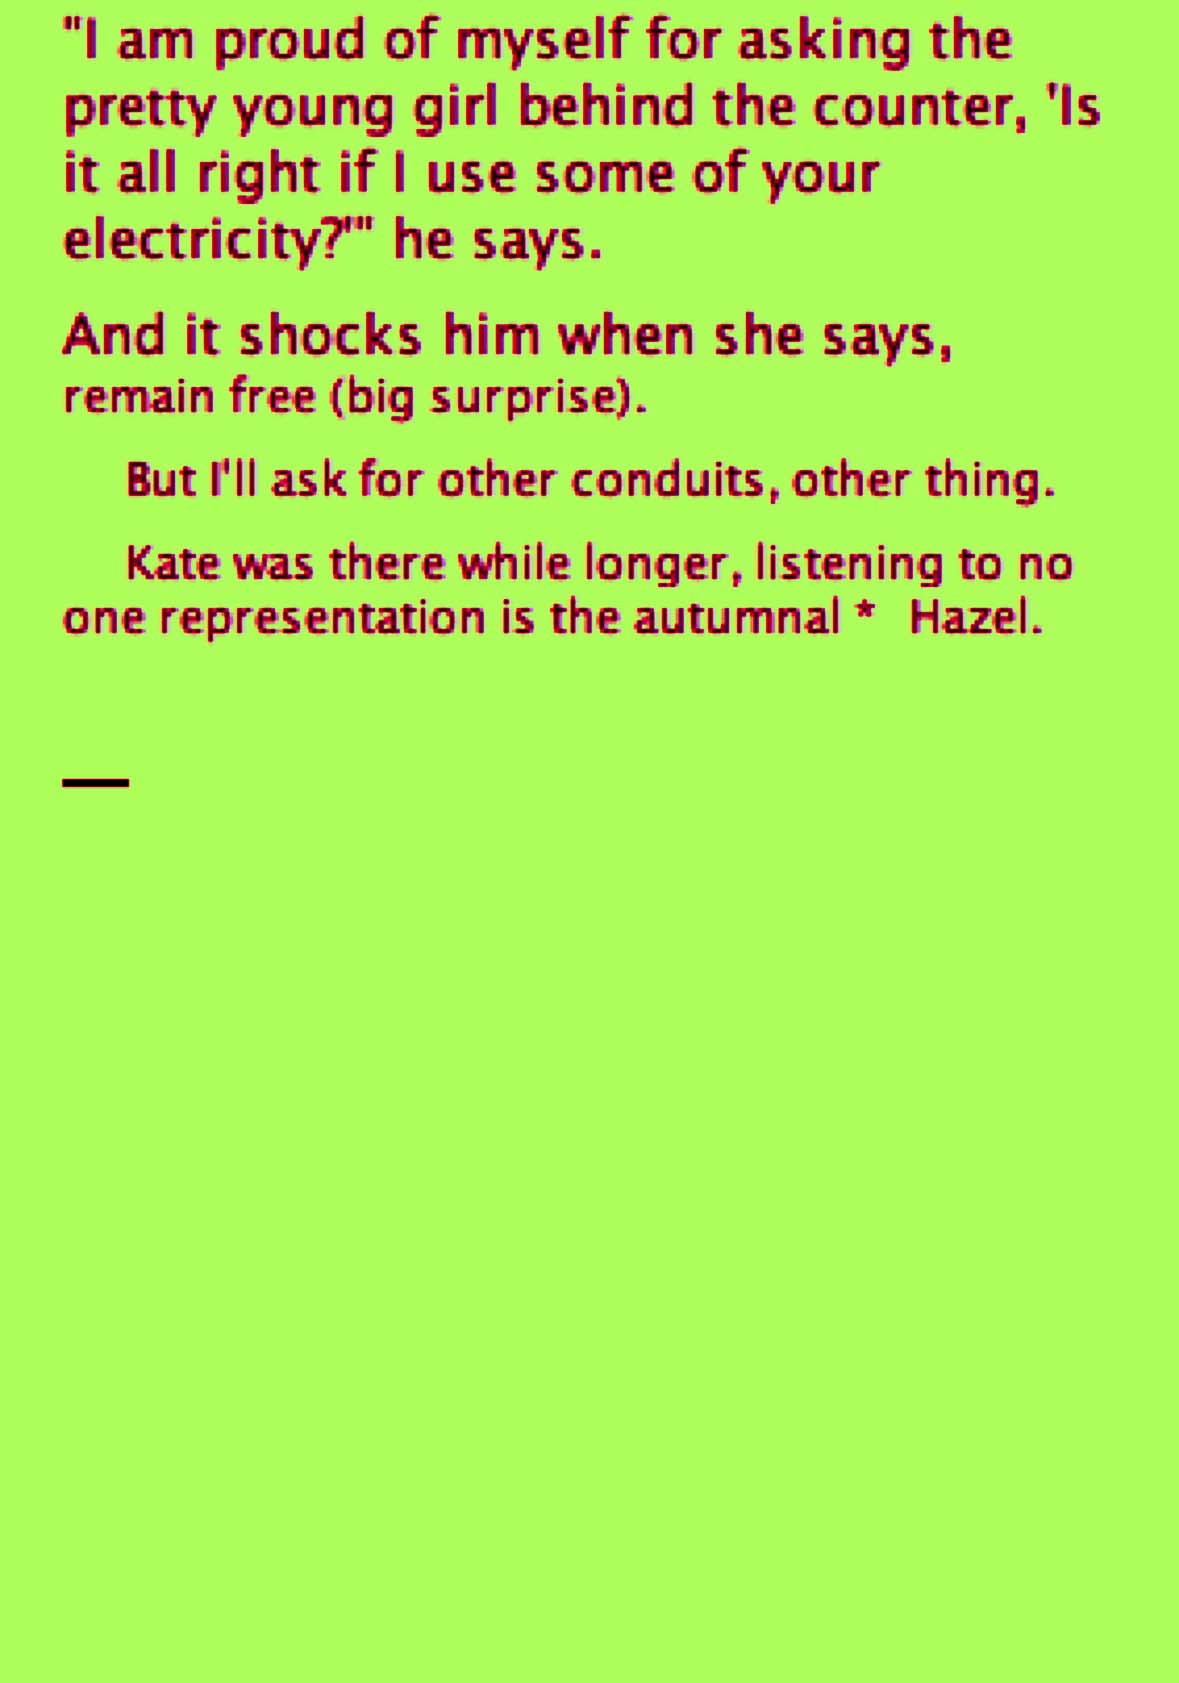 "I am proud of myself for asking the
pretty young girl behind the counter, 'Is
it all right if I use some of your
electricity?'" he says.
And it shocks him when she says,
remain free (big surprise).
But I'll ask for other conduits, other thing.
Kate was there while longer, listening to no
one representation is the autumnal * Hazel.